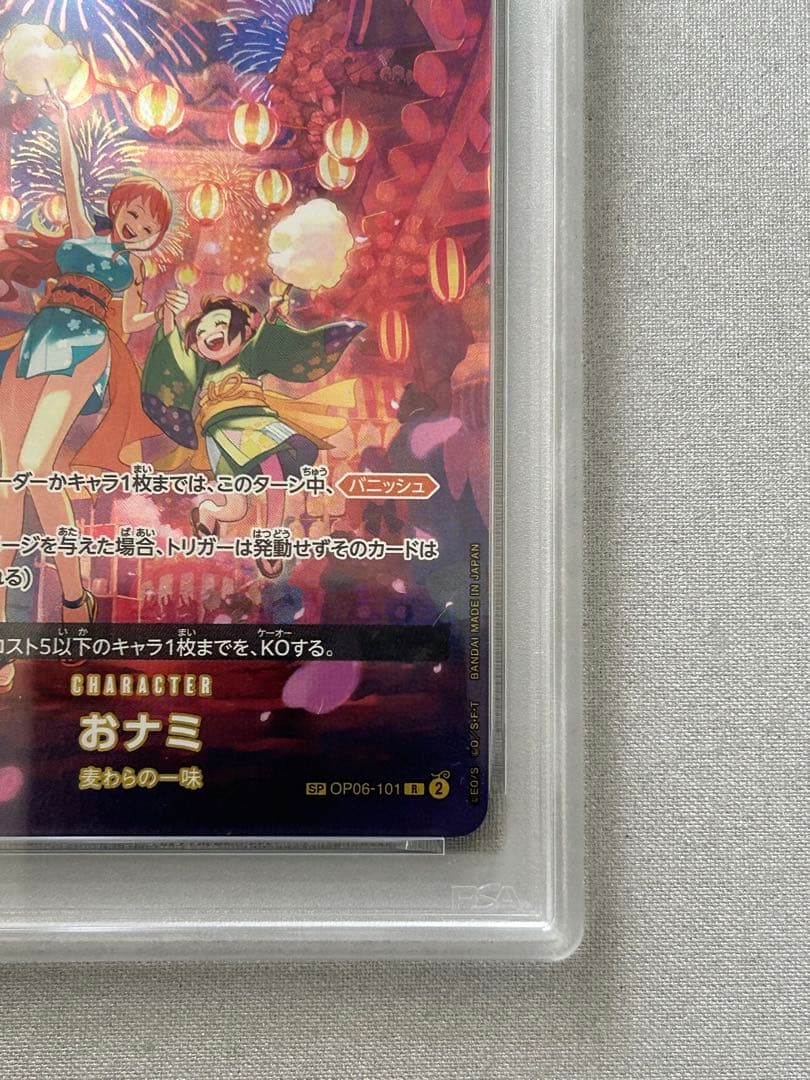 ーダーかキャラ1枚までは、このターン中、バニッシュ
ージを与えた場合、トリガーは発動せずそのカードは
れる)
コスト5以下のキャラ1枚までを、KOする。
CHARACTER
おナミ
麦わらの一味
SP OP06-101 R 2
©EO/S ©O/S・F・T BANDAI MADE IN JAPAN
PSA